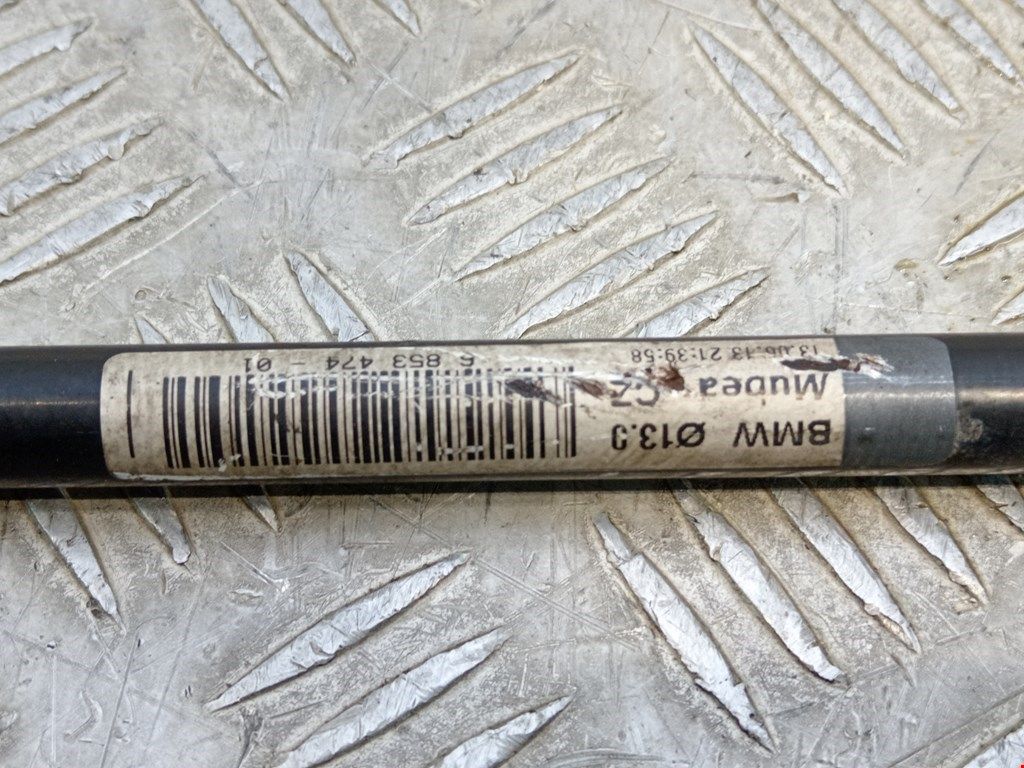 BMW Ø13.0
Mubea CZ
13.06.13 21:39:58
6 853 474 - 01